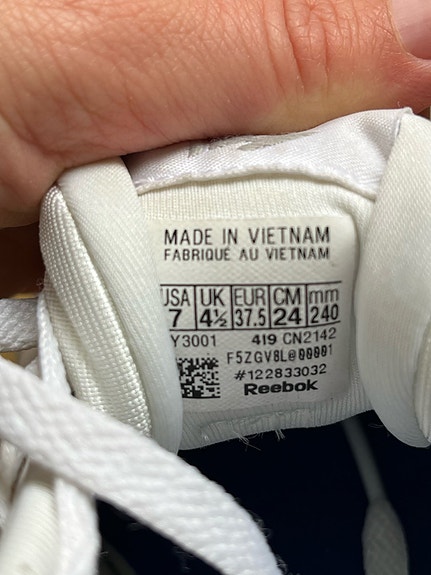 MADE IN VIETNAM
FABRIQUÉ AU VIETNAM
USA UK EUR CM mm
7 4½ 37.5 24 240
Y3001 419 CN2142
F5ZGV8L@00001
#122833032
Reebok